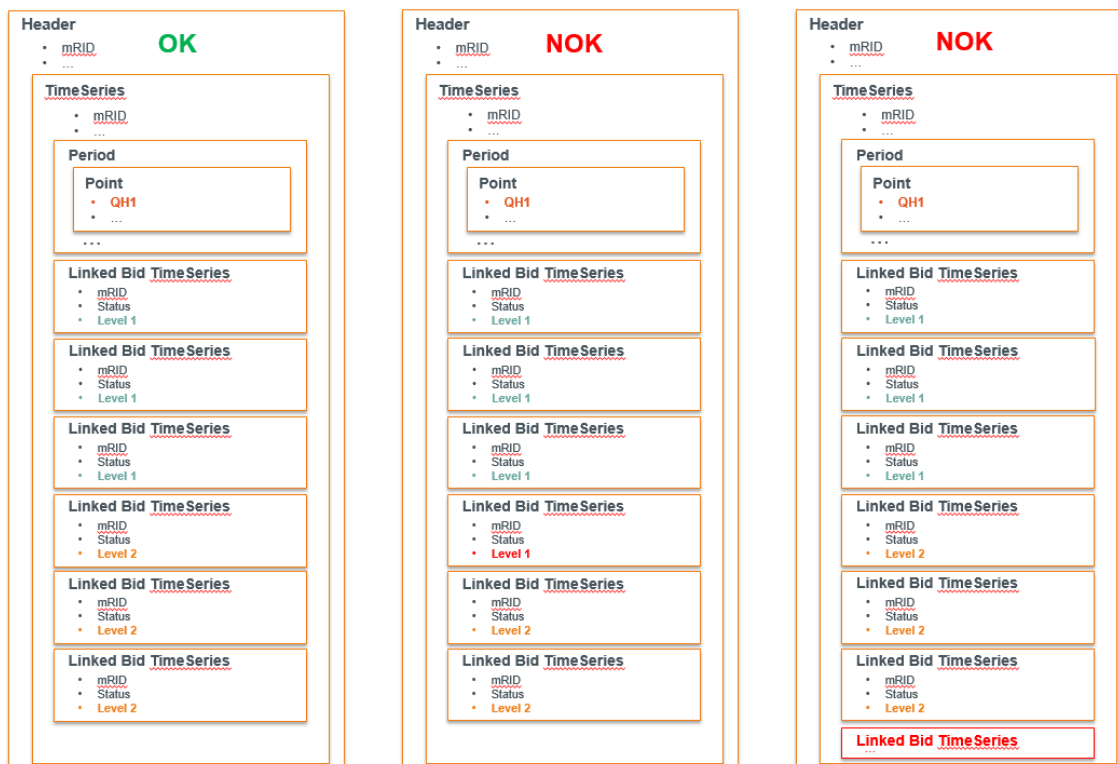 Header
OK
• mRID
• ...
TimeSeries
• mRID
• ...
Period
Point
• QH1
• ...
...
Linked Bid TimeSeries
• mRID
• Status
• Level 1
Linked Bid TimeSeries
• mRID
• Status
• Level 1
Linked Bid TimeSeries
• mRID
• Status
• Level 1
Linked Bid TimeSeries
• mRID
• Status
• Level 2
Linked Bid TimeSeries
• mRID
• Status
• Level 2
Linked Bid TimeSeries
• mRID
• Status
• Level 2
Header
NOK
• mRID
• ...
TimeSeries
• mRID
• ...
Period
Point
• QH1
• ...
...
Linked Bid TimeSeries
• mRID
• Status
• Level 1
Linked Bid TimeSeries
• mRID
• Status
• Level 1
Linked Bid TimeSeries
• mRID
• Status
• Level 1
Linked Bid TimeSeries
• mRID
• Status
• Level 1
Linked Bid TimeSeries
• mRID
• Status
• Level 2
Linked Bid TimeSeries
• mRID
• Status
• Level 2
Header
NOK
• mRID
• ...
TimeSeries
• mRID
• ...
Period
Point
• QH1
• ...
...
Linked Bid TimeSeries
• mRID
• Status
• Level 1
Linked Bid TimeSeries
• mRID
• Status
• Level 1
Linked Bid TimeSeries
• mRID
• Status
• Level 1
Linked Bid TimeSeries
• mRID
• Status
• Level 2
Linked Bid TimeSeries
• mRID
• Status
• Level 2
Linked Bid TimeSeries
• mRID
• Status
• Level 2
Linked Bid TimeSeries
...